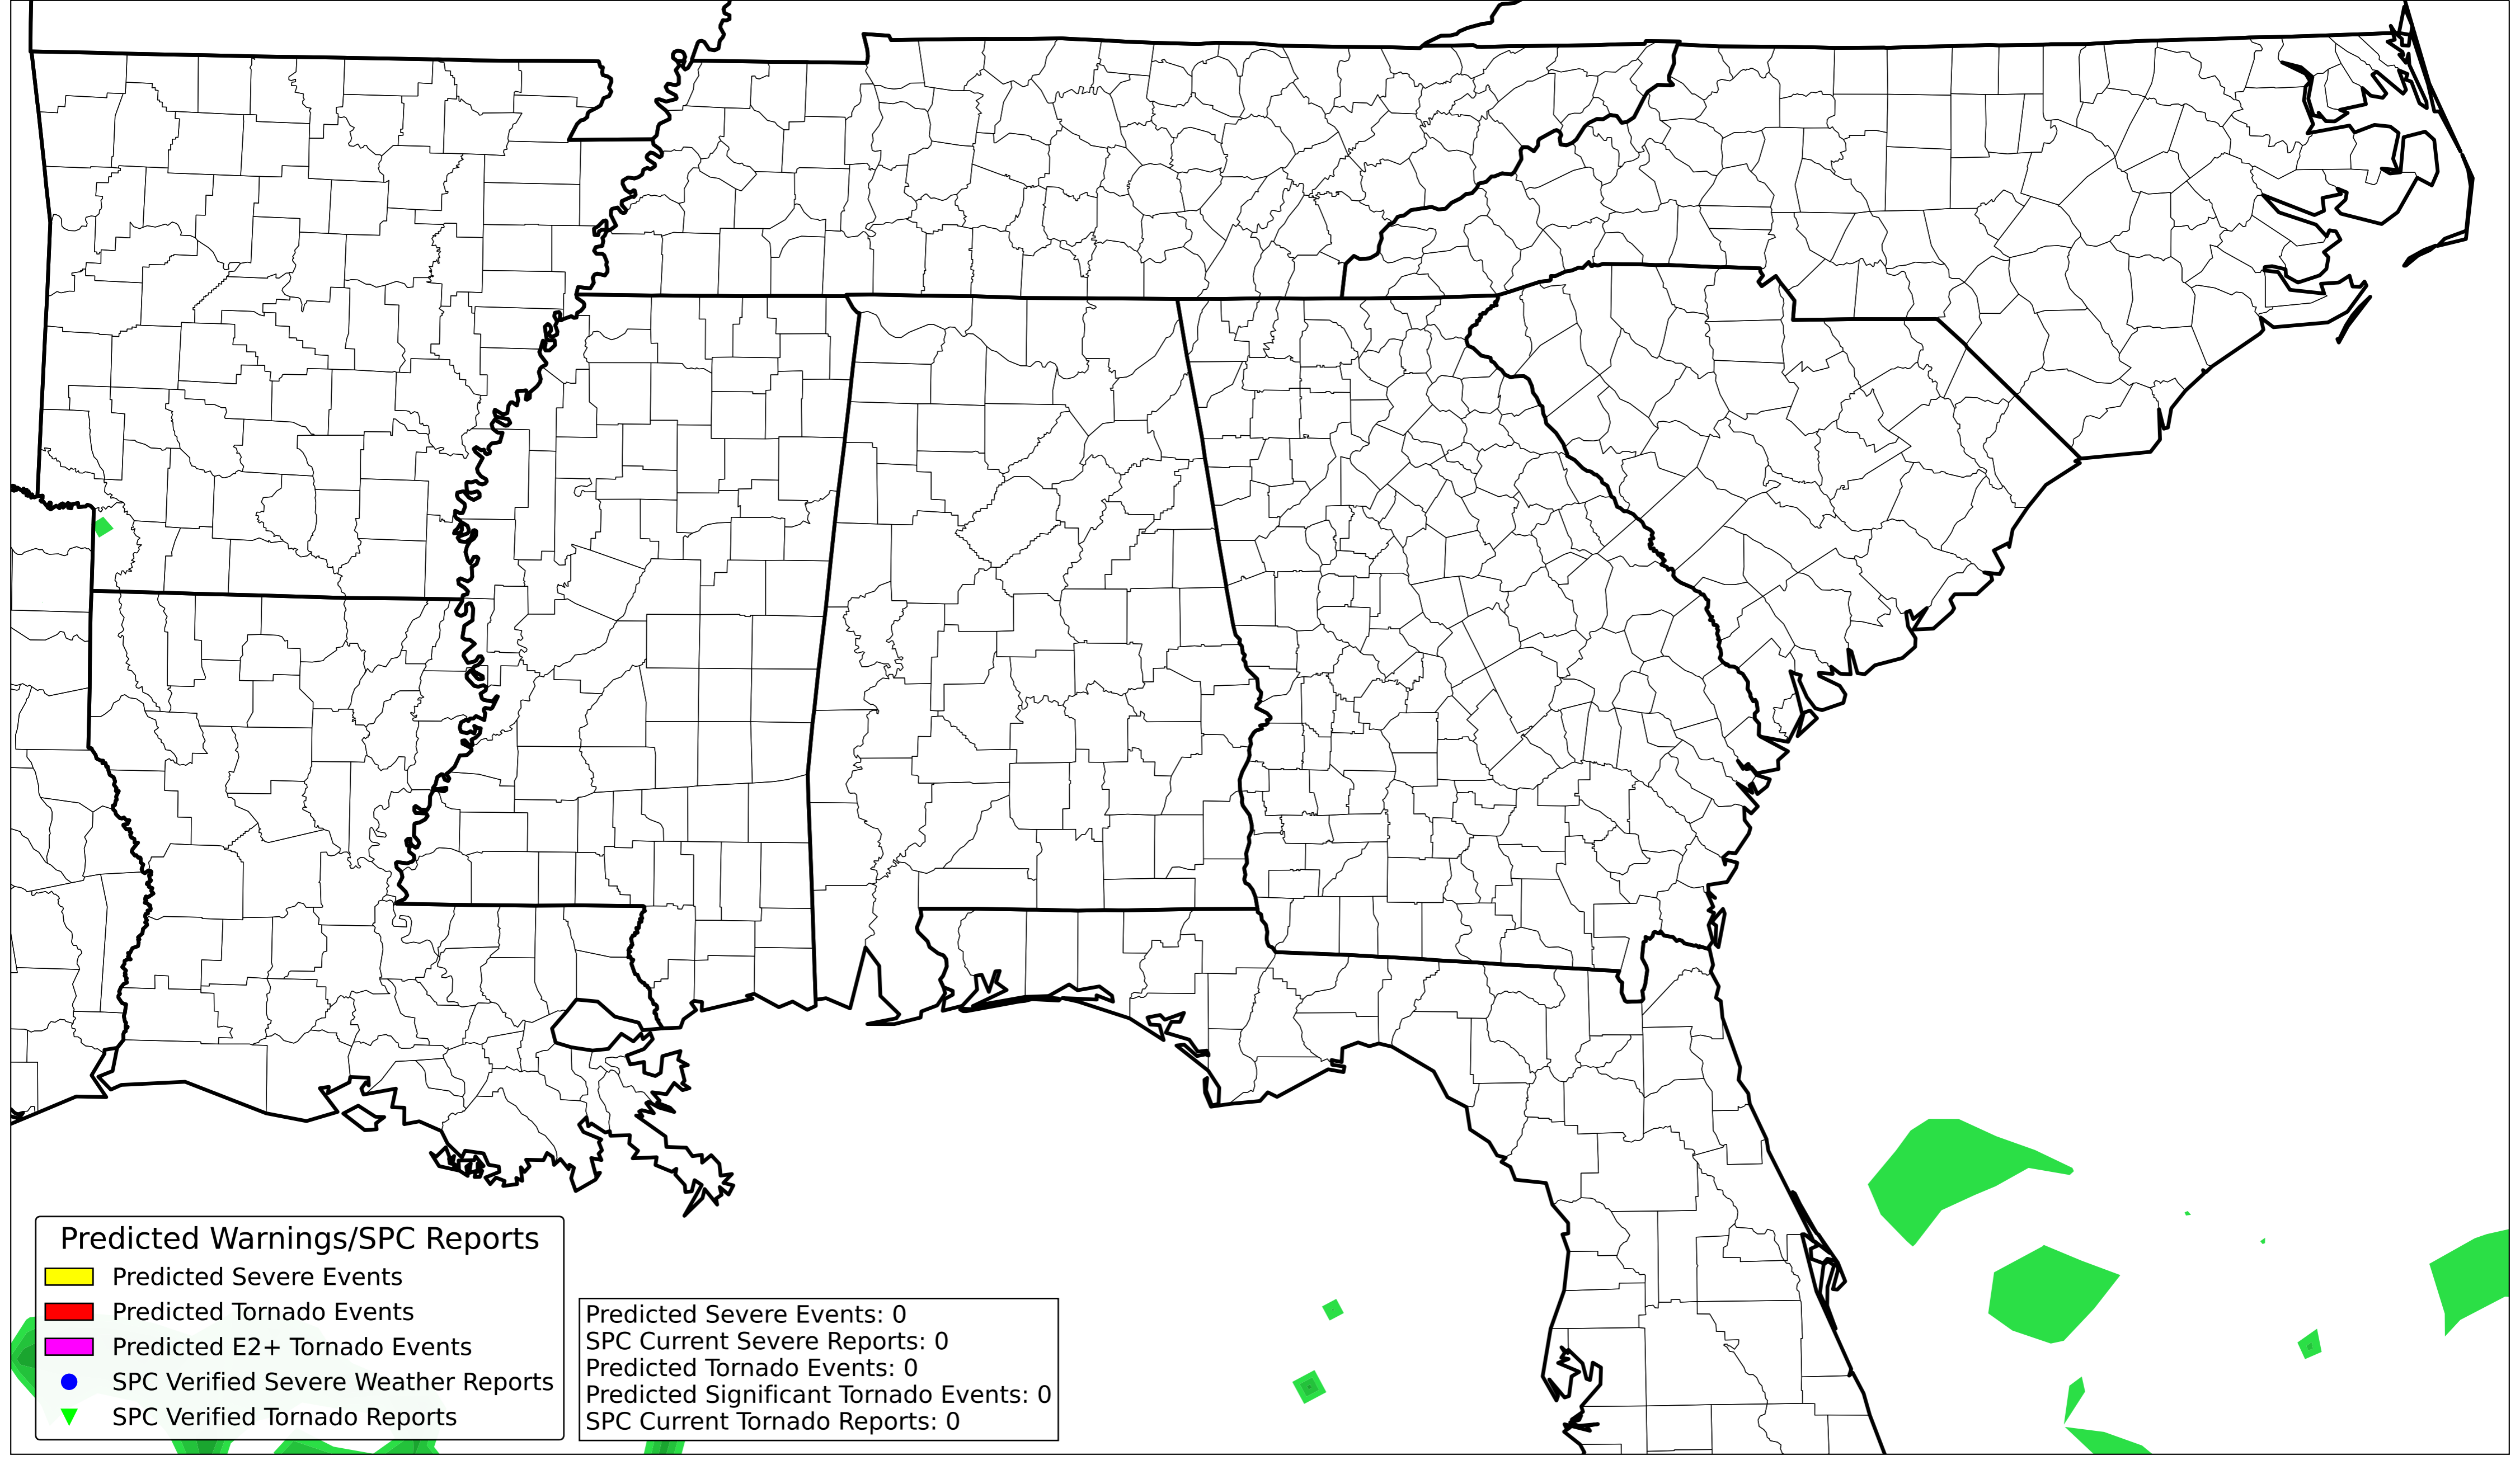 Predicted Warnings/SPC Reports
Predicted Severe Events
Predicted Tornado Events
Predicted E2+ Tornado Events
SPC Verified Severe Weather Reports
SPC Verified Tornado Reports
Predicted Severe Events: 0
SPC Current Severe Reports: 0
Predicted Tornado Events: 0
Predicted Significant Tornado Events: 0
SPC Current Tornado Reports: 0